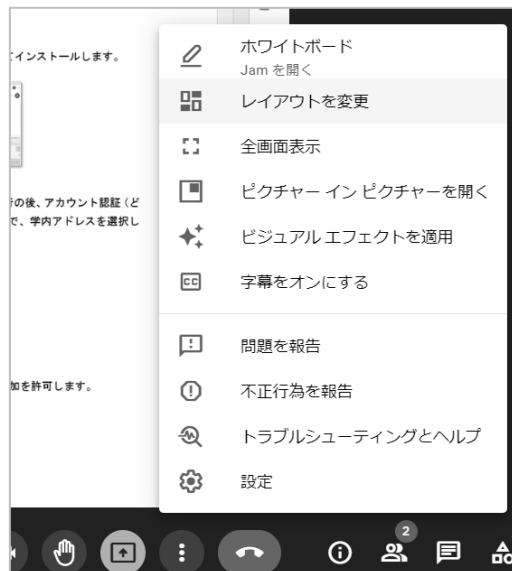 インストールします。
の後、アカウント認証（ど
で、学内アドレスを選択し
加を許可します。
ホワイトボード
Jam を開く
レイアウトを変更
全画面表示
ピクチャー イン ピクチャーを開く
ビジュアル エフェクトを適用
字幕をオンにする
問題を報告
不正行為を報告
トラブルシューティングとヘルプ
設定
2